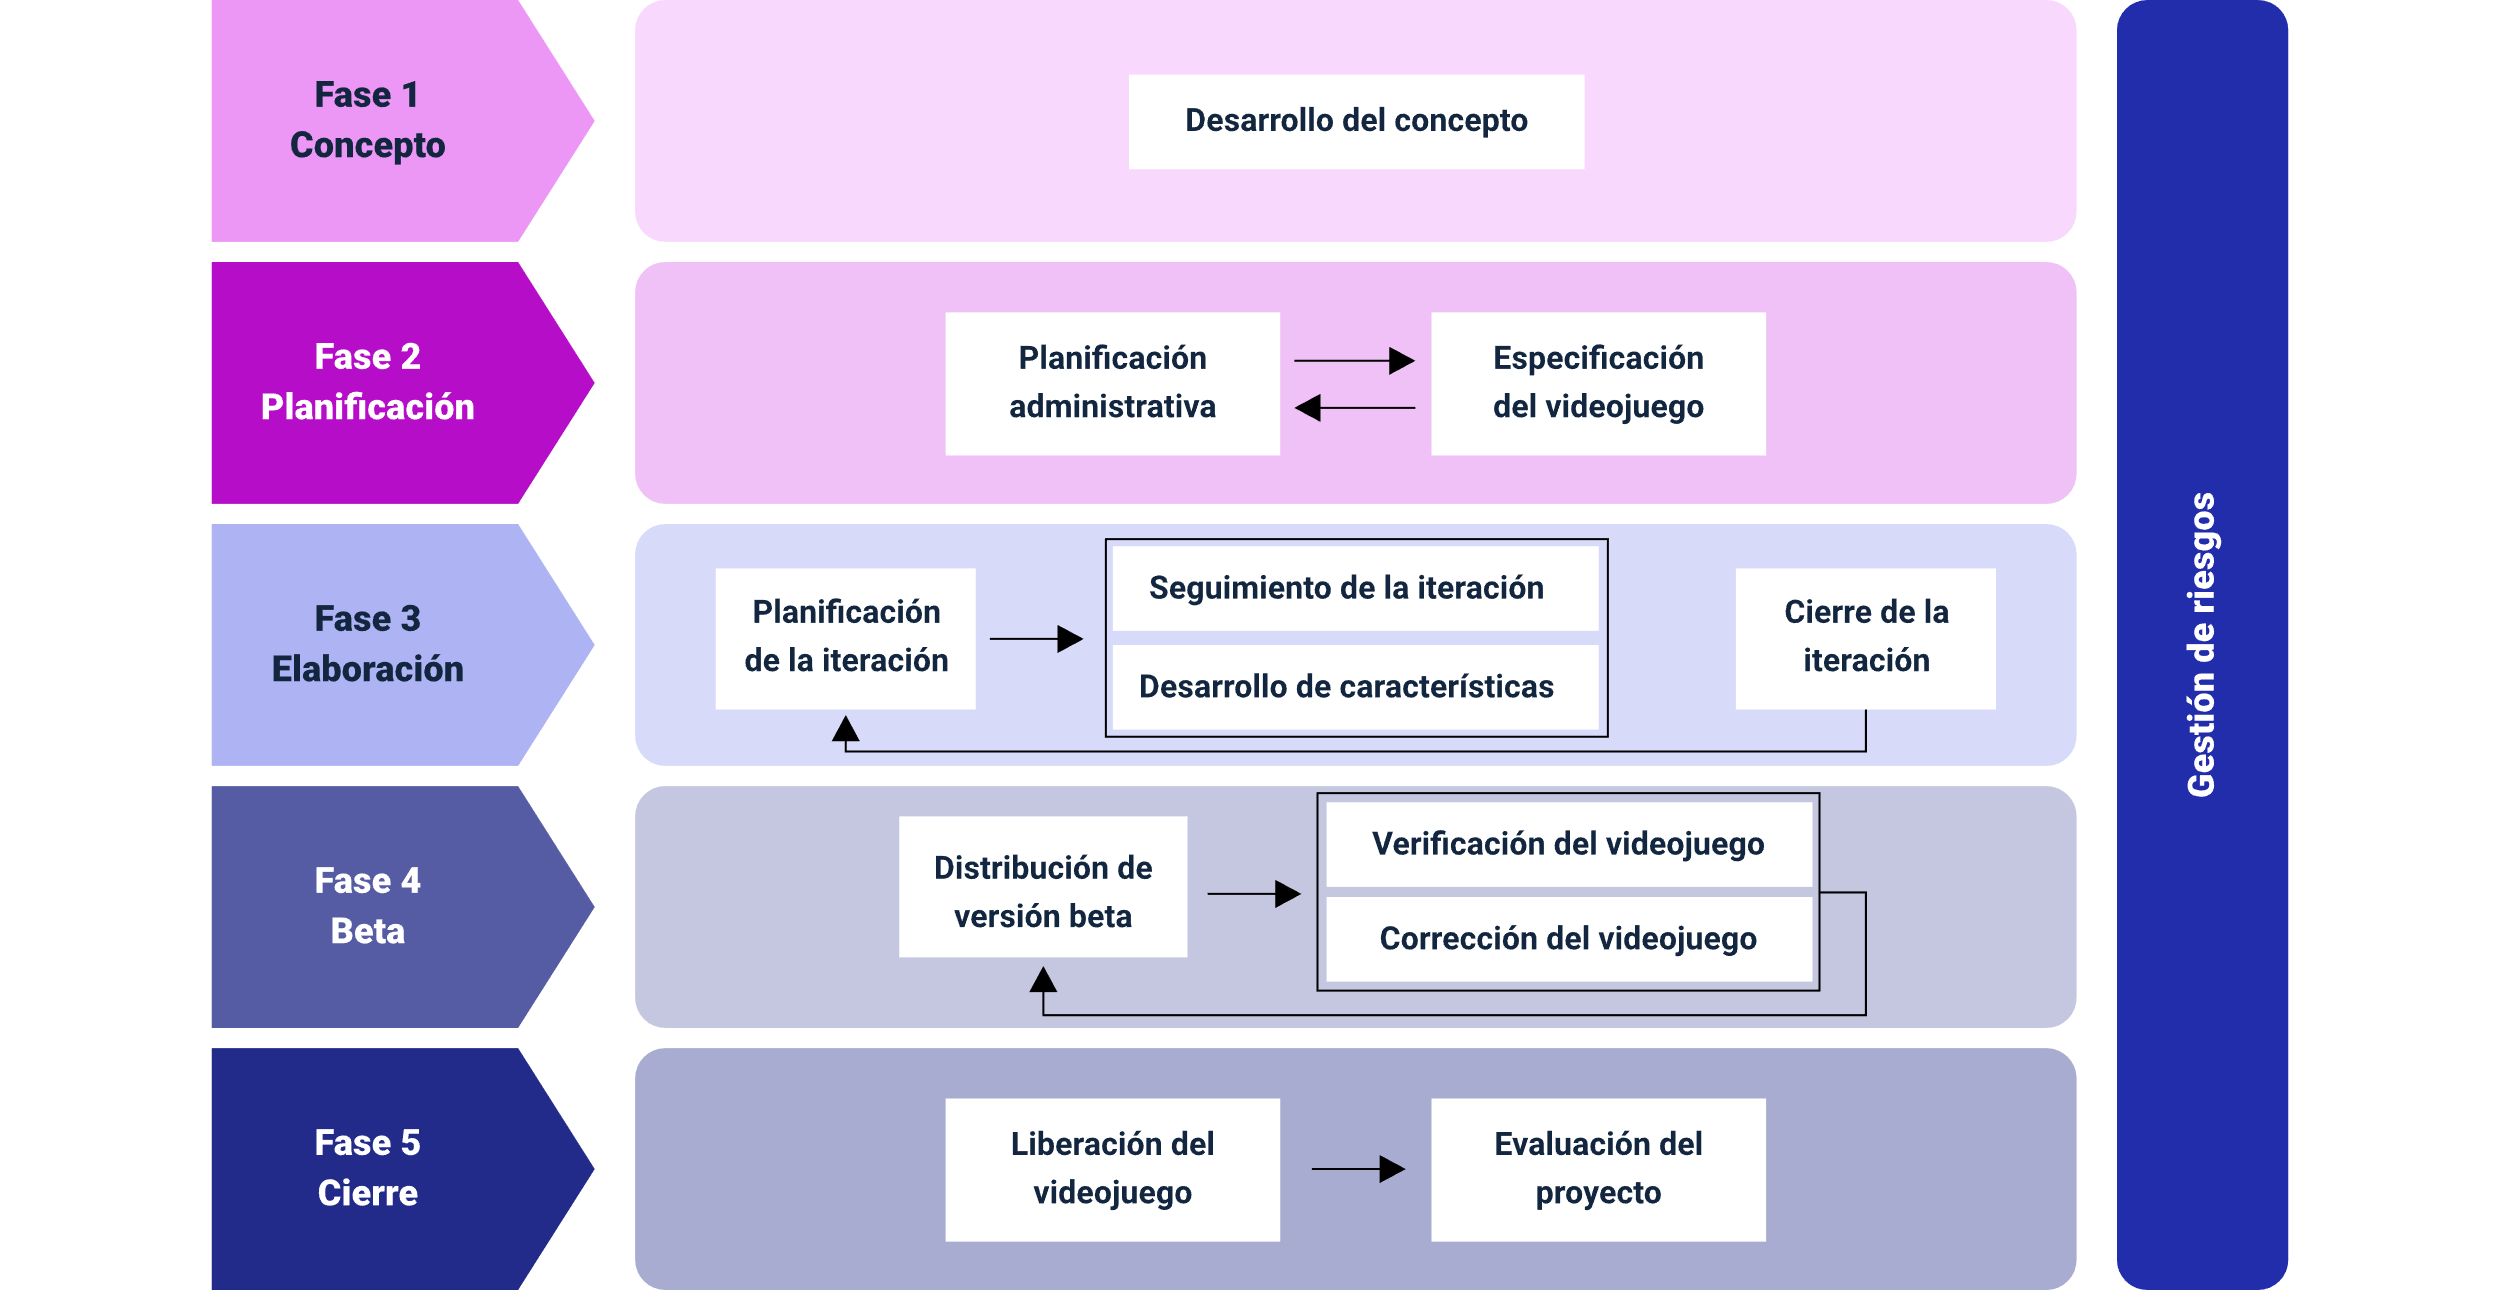 Fase 1
Concepto
Desarrollo del concepto
Fase 2
Planificación
Planificación
administrativa
Especificación
del videojuego
Fase 3
Elaboración
Planificación
de la iteración
Seguimiento de la iteración
Desarrollo de características
Cierre de la
iteración
Fase 4
Beta
Distribución de
versión beta
Verificación del videojuego
Corrección del videojuego
Fase 5
Cierre
Liberación del
videojuego
Evaluación del
proyecto
Gestión de riesgos